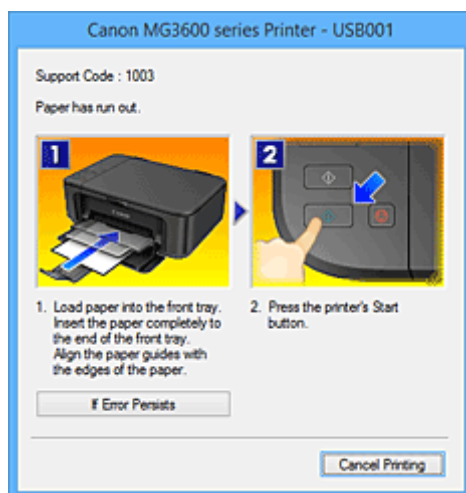 Canon MG3600 series Printer - USB001
Support Code : 1003
Paper has run out.
1
2
1. Load paper into the front tray.
Insert the paper completely to
the end of the front tray.
Align the paper guides with
the edges of the paper.
2. Press the printer's Start
button.
If Error Persists
Cancel Printing